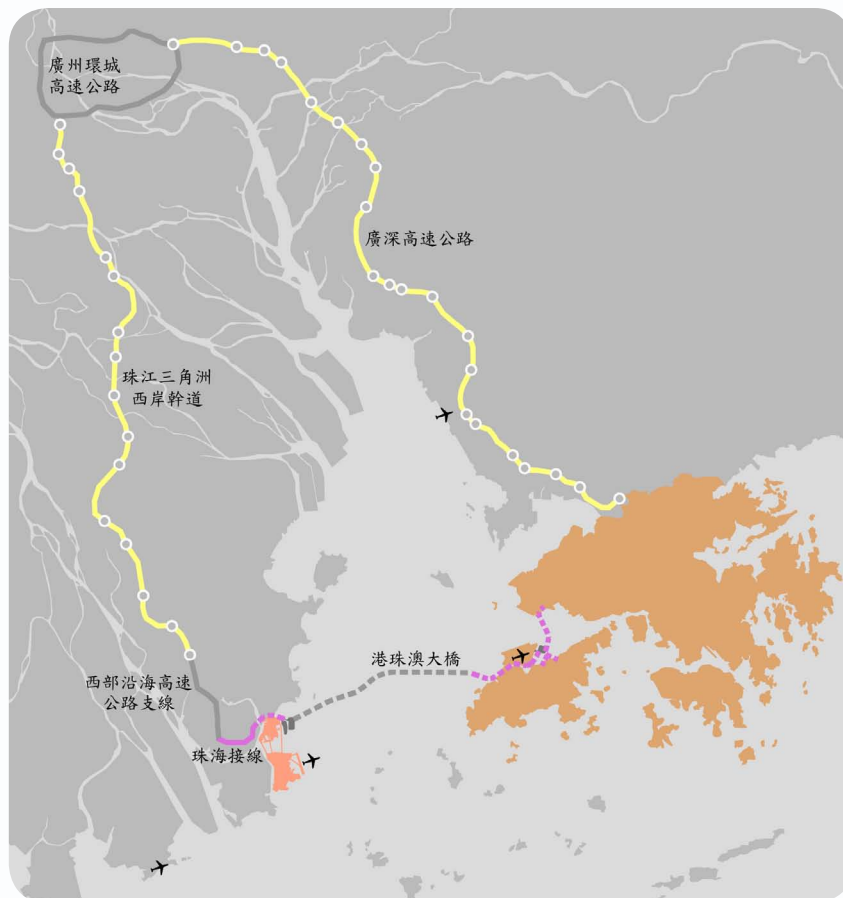 廣州環城
高速公路
廣深高速公路
珠江三角洲
西岸幹道
港珠澳大橋
西部沿海高速
公路支線
珠海接線